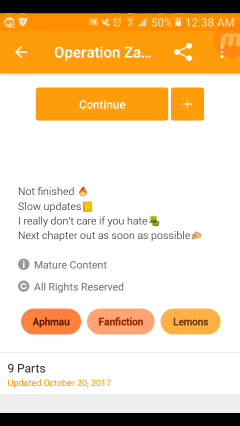 50% 12:38 AM
Operation Za...
Continue
+
Not finished 🔥
Slow updates📒
I really don't care if you hate
Next chapter out as soon as possible
Mature Content
All Rights Reserved
Aphmau Fanfiction Lemons
9 Parts
Updated October 20, 2017